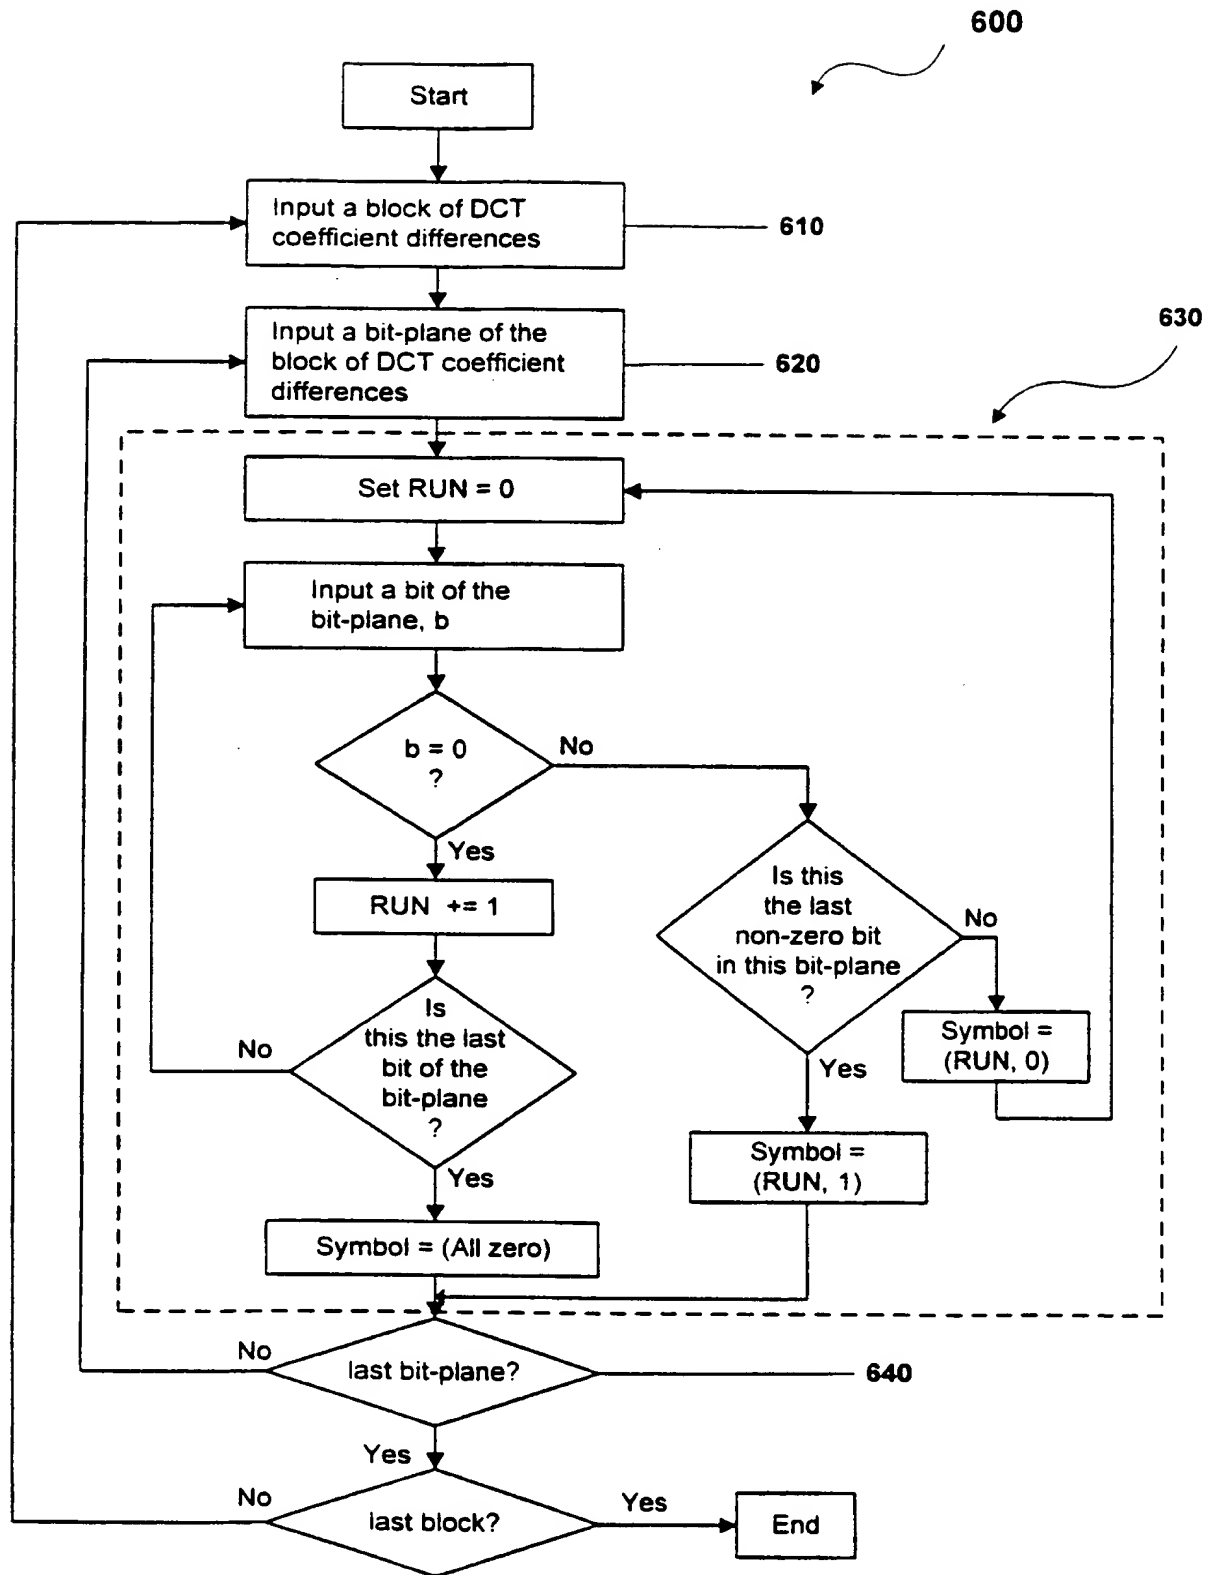 600
Start
Input a block of DCT
coefficient differences
610
Input a bit-plane of the
block of DCT coefficient
differences
620
630
Set RUN = 0
Input a bit of the
bit-plane, b
b = 0
?
No
Yes
RUN += 1
Is this
the last
non-zero bit
in this bit-plane
?
No
Symbol =
(RUN, 0)
Is
this the last
bit of the
bit-plane
?
No
Yes
Yes
Symbol =
(RUN, 1)
Symbol = (All zero)
last bit-plane?
No
640
Yes
last block?
No
Yes
End